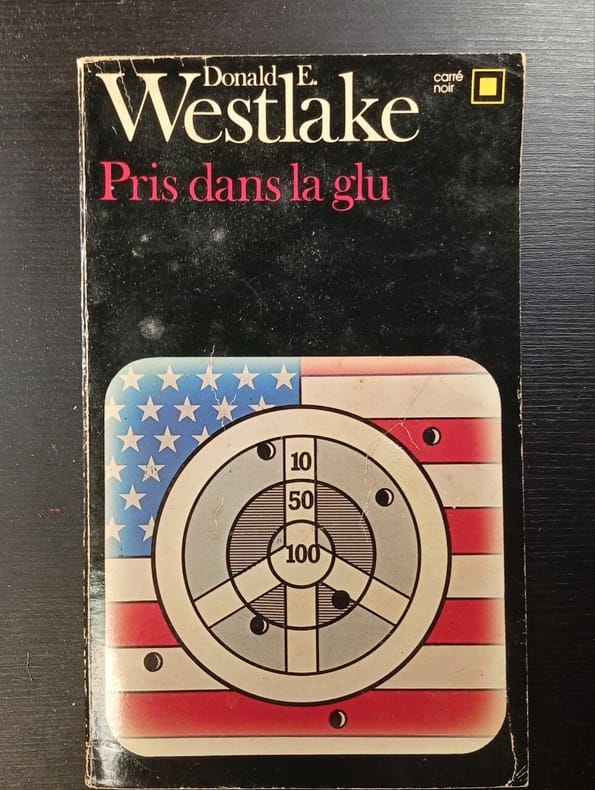 Donald E.
Westlake
carré
noir
Pris dans la glu
10
50
100